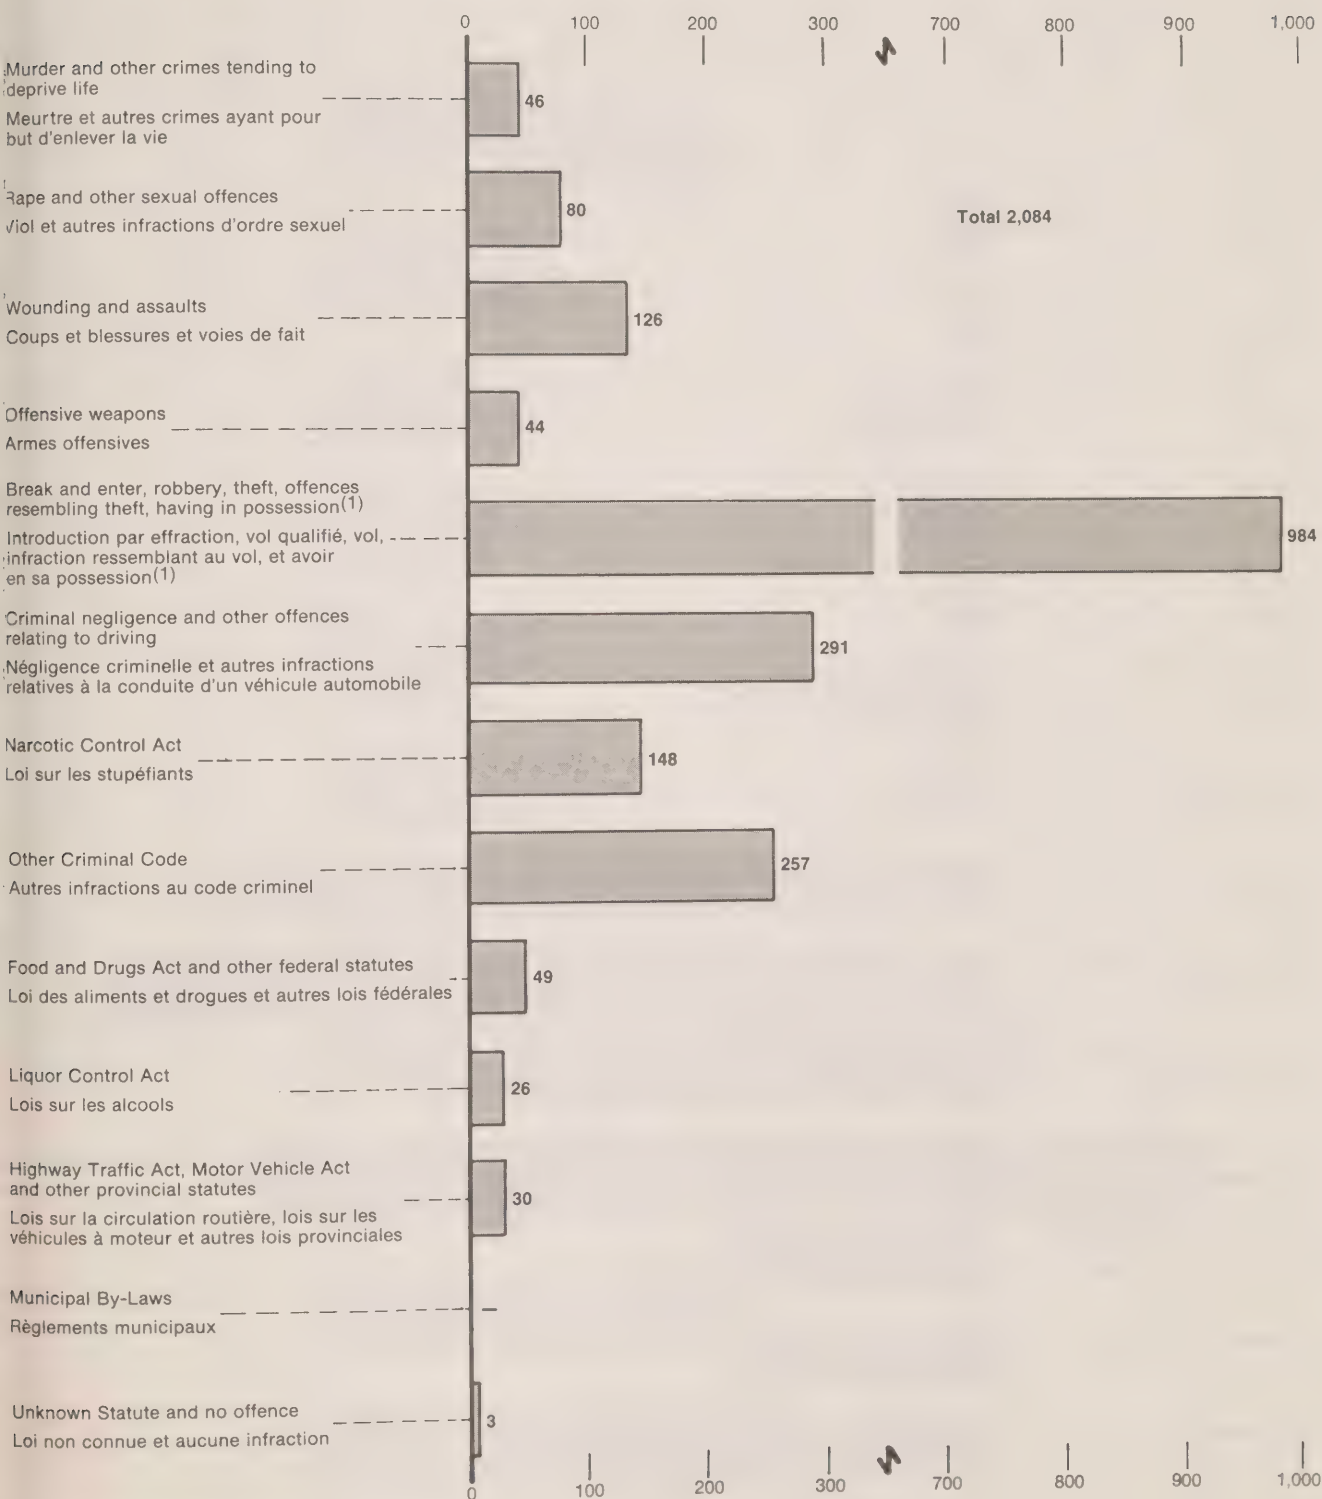 0 100 200 300 700 800 900 1,000
Murder and other crimes tending to
deprive life
46
Meurtre et autres crimes ayant pour
but d'enlever la vie
Rape and other sexual offences
80
Viol et autres infractions d'ordre sexuel
Total 2,084
Wounding and assaults
126
Coups et blessures et voies de fait
Offensive weapons
44
Armes offensives
Break and enter, robbery, theft, offences
resembling theft, having in possession(1)
984
Introduction par effraction, vol qualifié, vol,
infraction ressemblant au vol, et avoir
en sa possession(1)
Criminal negligence and other offences
relating to driving
291
Négligence criminelle et autres infractions
relatives à la conduite d'un véhicule automobile
Narcotic Control Act
148
Loi sur les stupéfiants
Other Criminal Code
257
Autres infractions au code criminel
Food and Drugs Act and other federal statutes
49
Loi des aliments et drogues et autres lois fédérales
Liquor Control Act
26
Lois sur les alcools
Highway Traffic Act, Motor Vehicle Act
and other provincial statutes
30
Lois sur la circulation routière, lois sur les
véhicules à moteur et autres lois provinciales
Municipal By-Laws
—
Règlements municipaux
Unknown Statute and no offence
3
Loi non connue et aucune infraction
0 100 200 300 700 800 900 1,000